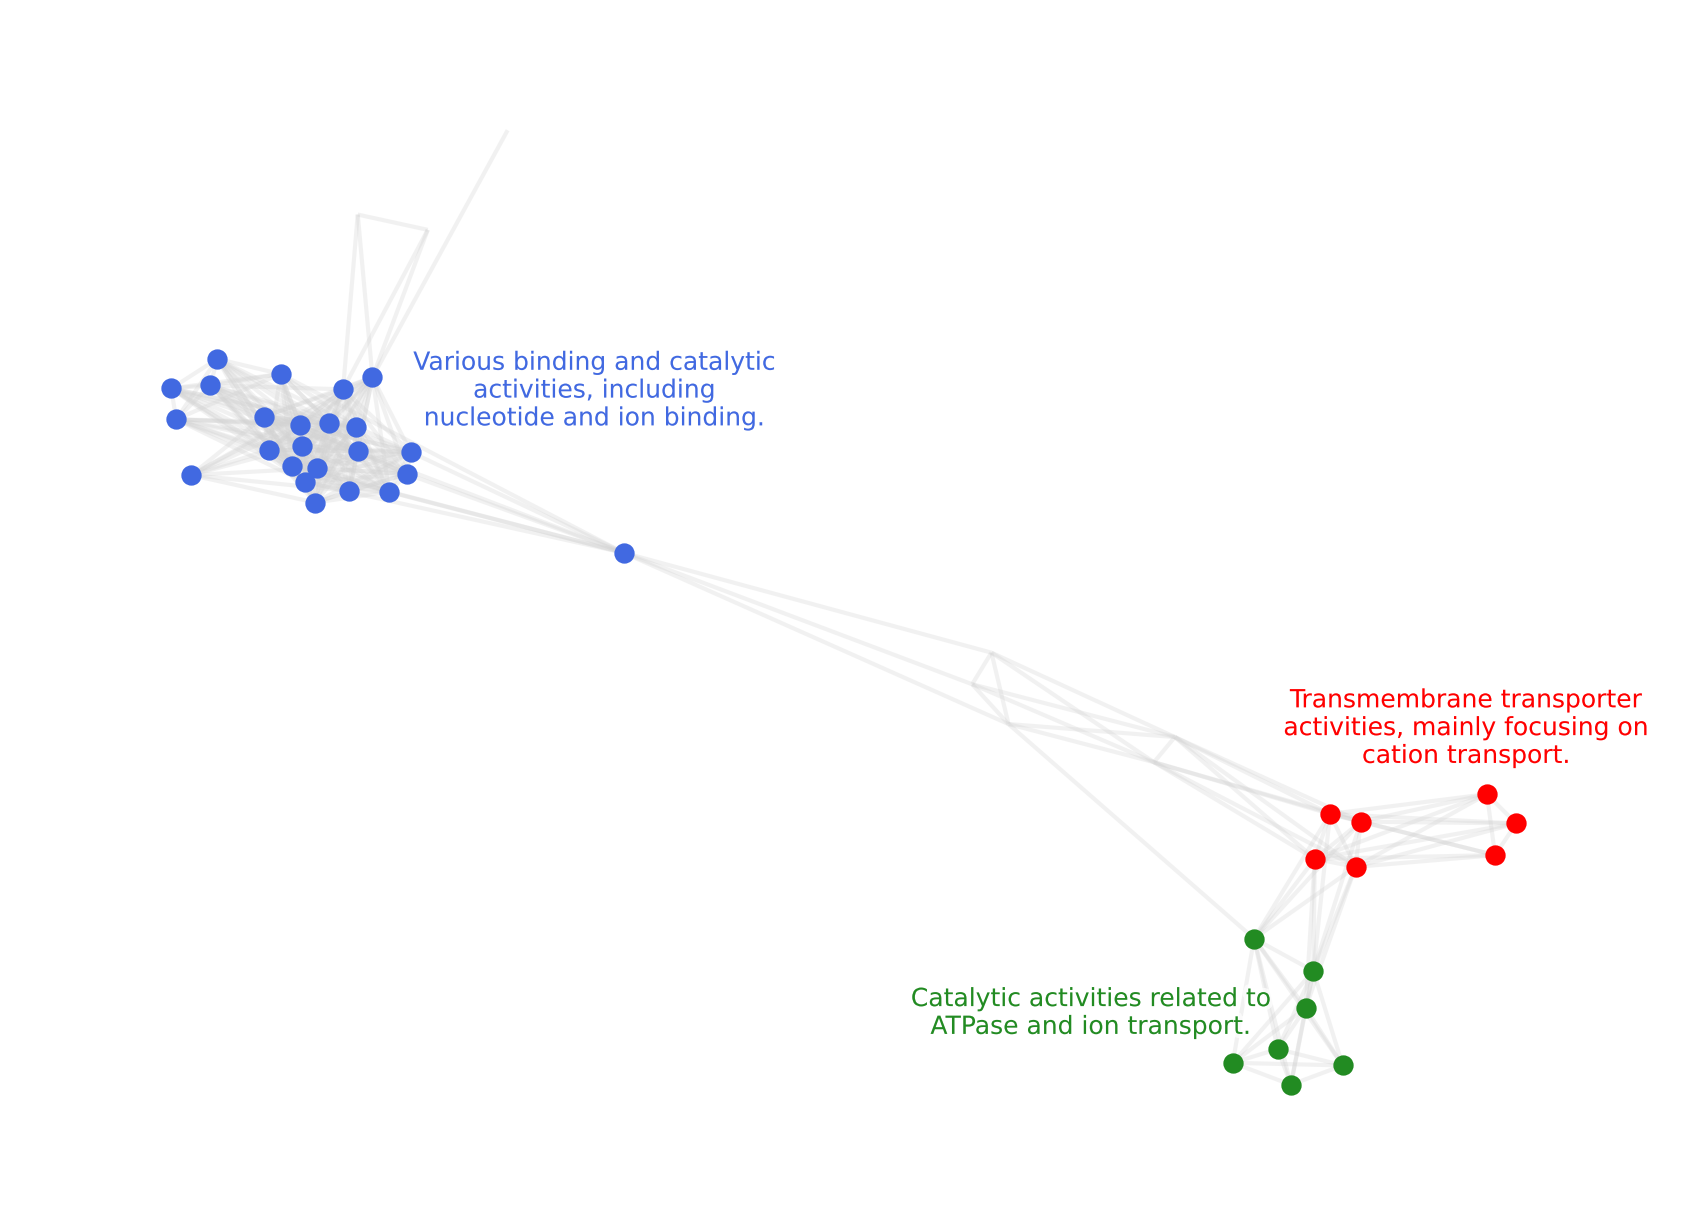 Various binding and catalytic
activities, including
nucleotide and ion binding.
Transmembrane transporter
activities, mainly focusing on
cation transport.
Catalytic activities related to
ATPase and ion transport.